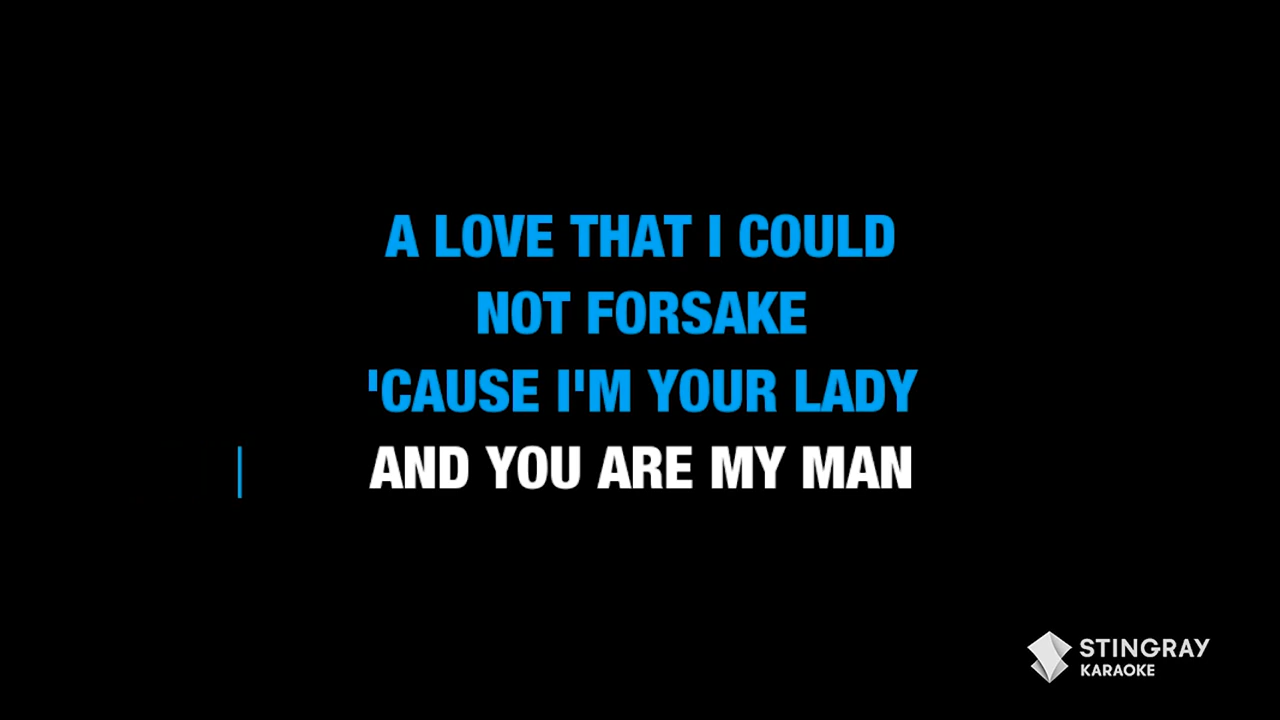 A LOVE THAT I COULD
NOT FORSAKE
'CAUSE I'M YOUR LADY
AND YOU ARE MY MAN
STINGRAY
KARAOKE